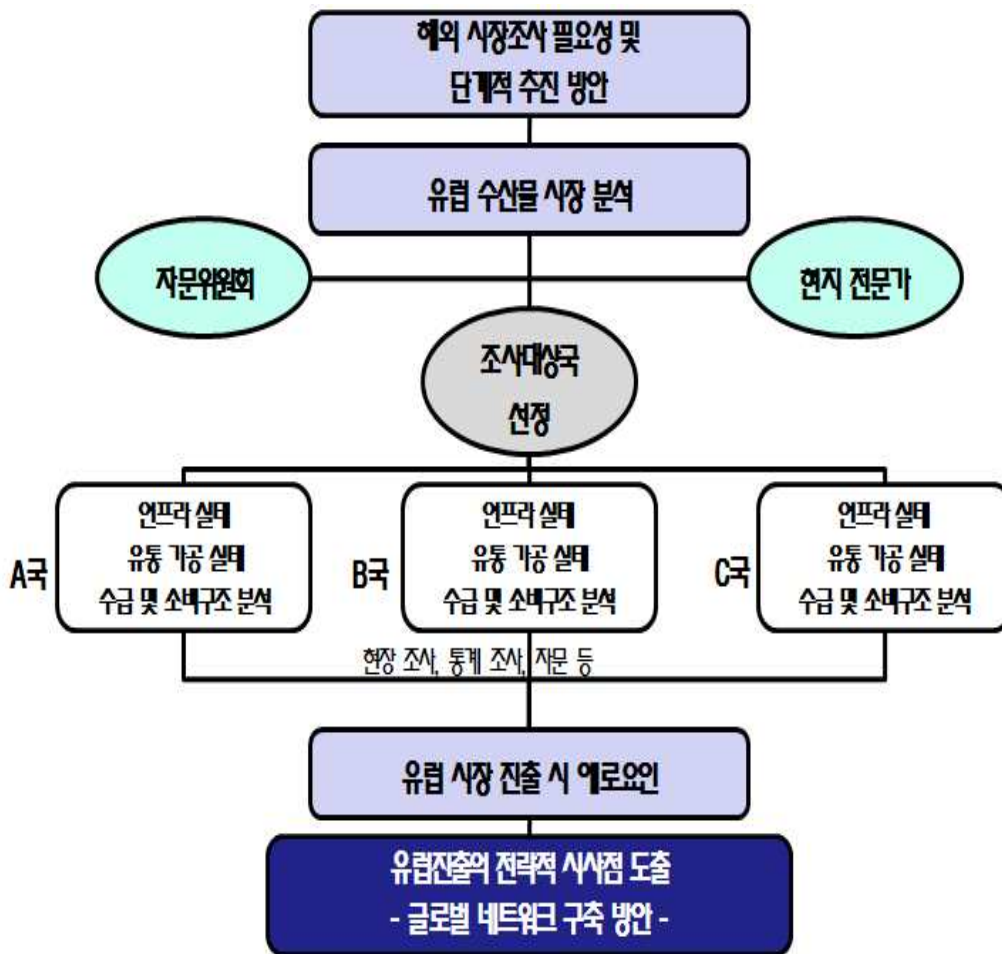 해외 시장조사 필요성 및
단계적 추진 방안
유럽 수산물 시장 분석
자문위원회
현지 전문가
조사대상국
선정
A국
인프라 실태
유통 가공 실태
수급 및 소비구조 분석
B국
인프라 실태
유통 가공 실태
수급 및 소비구조 분석
C국
인프라 실태
유통 가공 실태
수급 및 소비구조 분석
현장 조사, 통계 조사, 자문 등
유럽 시장 진출 시 애로요인
유럽진출의 전략적 시사점 도출
- 글로벌 네트워크 구축 방안 -